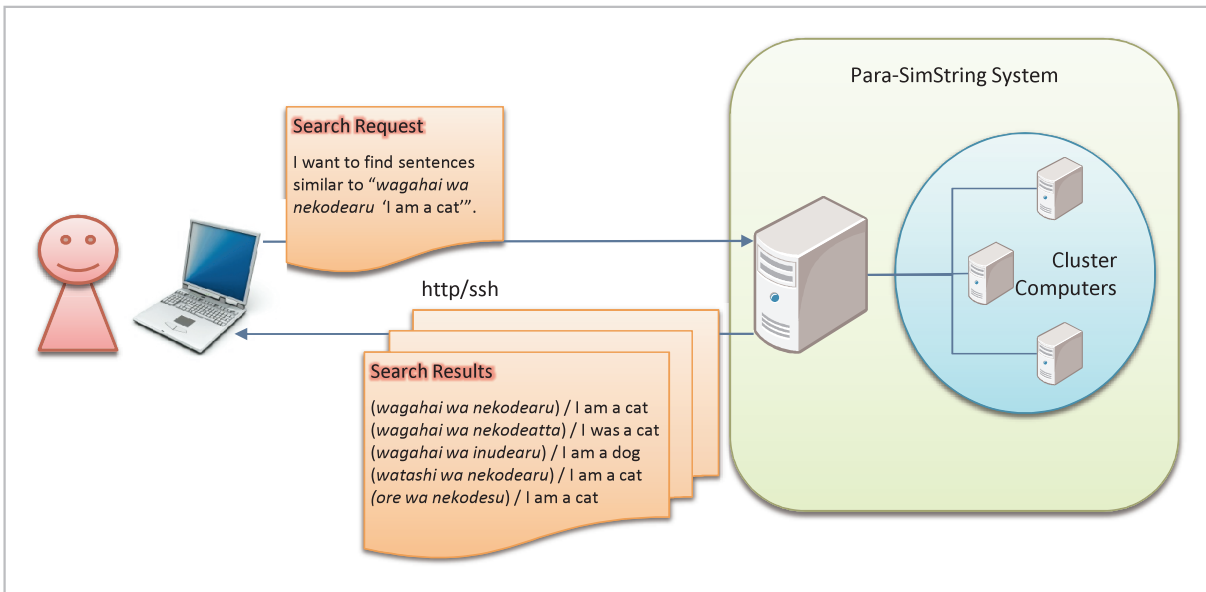 Para-SimString System
Search Request
I want to find sentences
similar to “wagahai wa
nekodearu ‘I am a cat’”.
Cluster
Computers
http/ssh
Search Results
(wagahai wa nekodearu) / I am a cat
(wagahai wa nekodeatta) / I was a cat
(wagahai wa inudearu) / I am a dog
(watashi wa nekodearu) / I am a cat
(ore wa nekodesu) / I am a cat